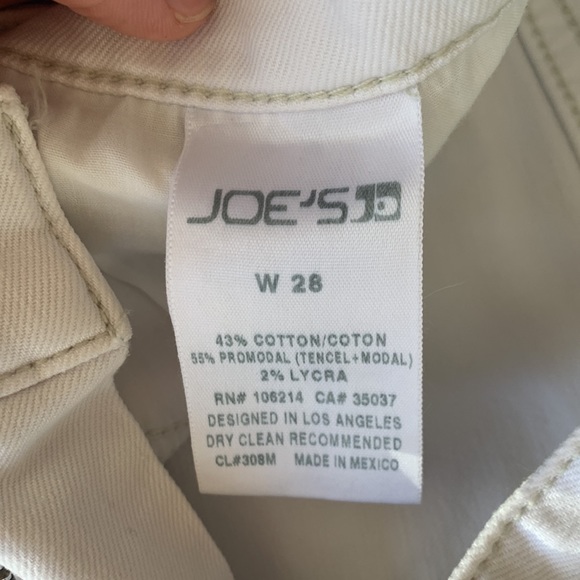 JOE'S JD
W 28
43% COTTON/COTON
55% PROMODAL (TENCEL+MODAL)
2% LYCRA
RN# 106214 CA# 35037
DESIGNED IN LOS ANGELES
DRY CLEAN RECOMMENDED
CL#308M MADE IN MEXICO